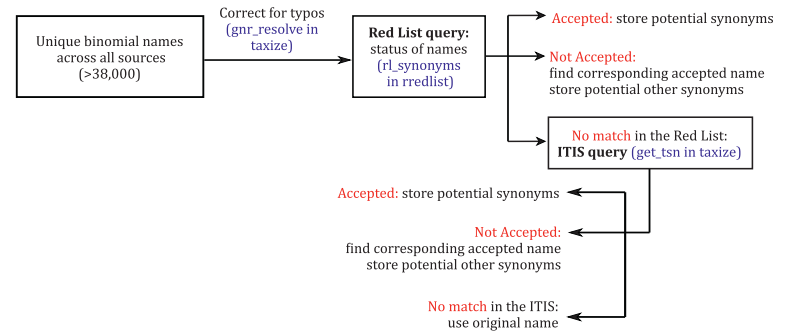 Unique binomial names
across all sources
(>38,000)
Correct for typos
(gnr_resolve in
taxize)
Red List query:
status of names
(rl_synonyms
in rredlist)
Accepted: store potential synonyms
Not Accepted:
find corresponding accepted name
store potential other synonyms
No match in the Red List:
ITIS query (get_tsn in taxize)
Accepted: store potential synonyms
Not Accepted:
find corresponding accepted name
store potential other synonyms
No match in the ITIS:
use original name